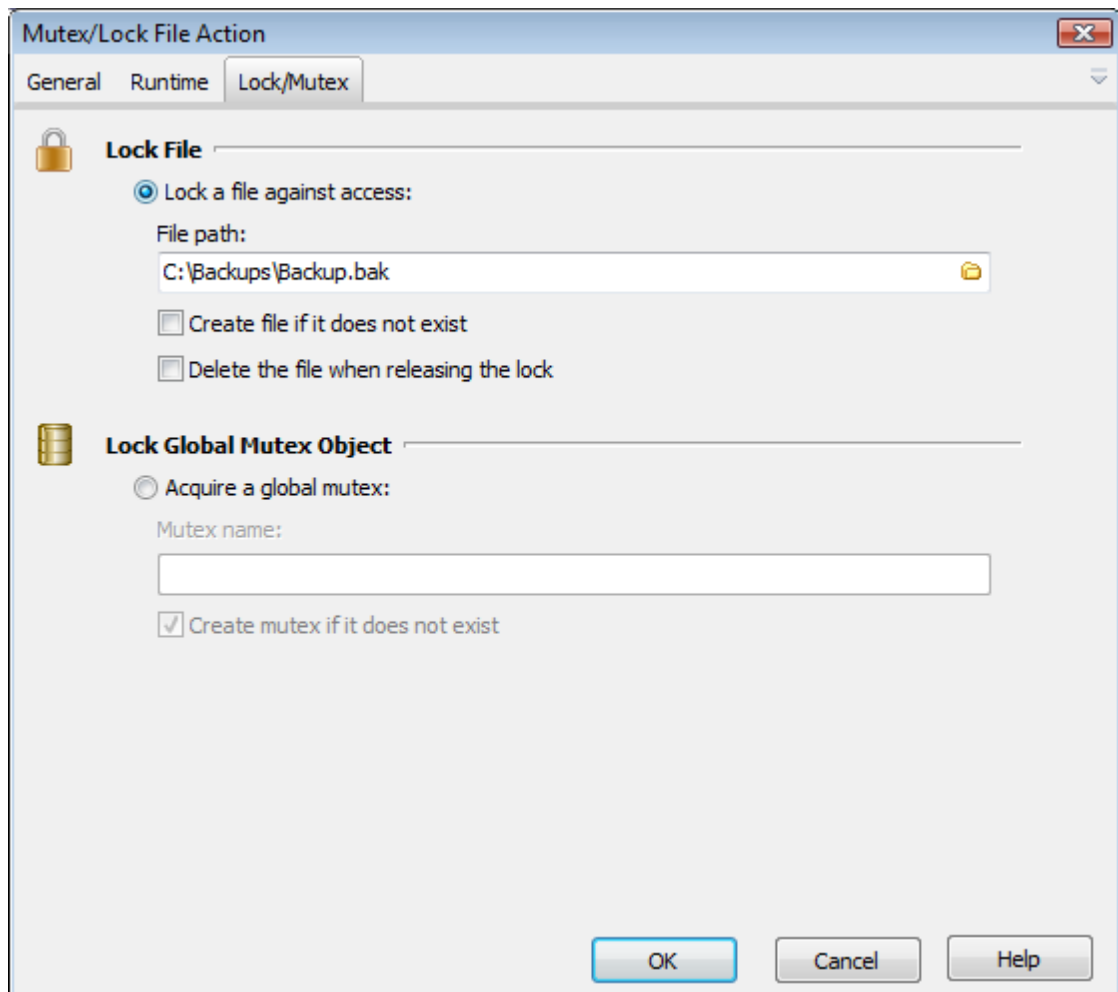 Mutex/Lock File Action
General Runtime Lock/Mutex
Lock File
Lock a file against access:
File path:
C:\Backups\Backup.bak
Create file if it does not exist
Delete the file when releasing the lock
Lock Global Mutex Object
Acquire a global mutex:
Mutex name:
Create mutex if it does not exist
OK Cancel Help